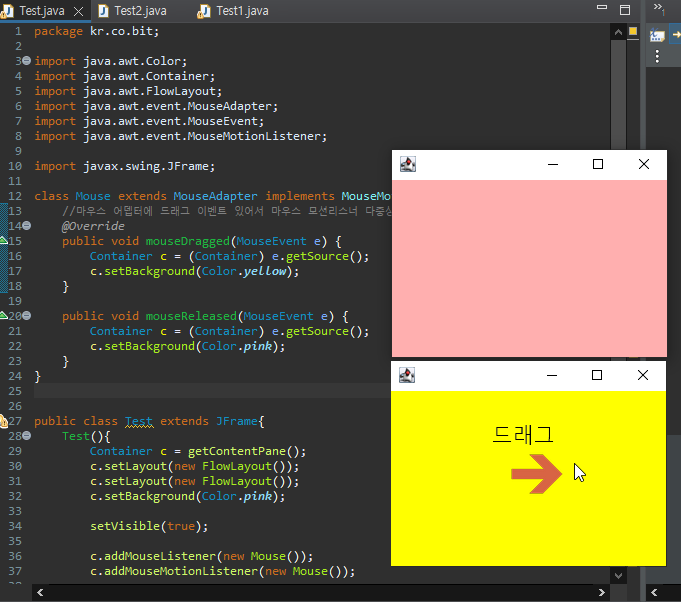 Test.java Test2.java Test1.java
1 package kr.co.bit;
2
3 import java.awt.Color;
4 import java.awt.Container;
5 import java.awt.FlowLayout;
6 import java.awt.event.MouseAdapter;
7 import java.awt.event.MouseEvent;
8 import java.awt.event.MouseMotionListener;
9
10 import javax.swing.JFrame;
11
12 class Mouse extends MouseAdapter implements MouseMo
13 //마우스 어뎁터에 드래그 이벤트 있어서 마우스 모션리스너 다중상
14 @Override
15 public void mouseDragged(MouseEvent e) {
16 Container c = (Container) e.getSource();
17 c.setBackground(Color.yellow);
18 }
19
20 public void mouseReleased(MouseEvent e) {
21 Container c = (Container) e.getSource();
22 c.setBackground(Color.pink);
23 }
24 }
25
26
27 public class Test extends JFrame{
28 Test(){
29 Container c = getContentPane();
30 c.setLayout(new FlowLayout());
31 c.setLayout(new FlowLayout());
32 c.setBackground(Color.pink);
33
34 setVisible(true);
35
36 c.addMouseListener(new Mouse());
37 c.addMouseMotionListener(new Mouse());
드래그